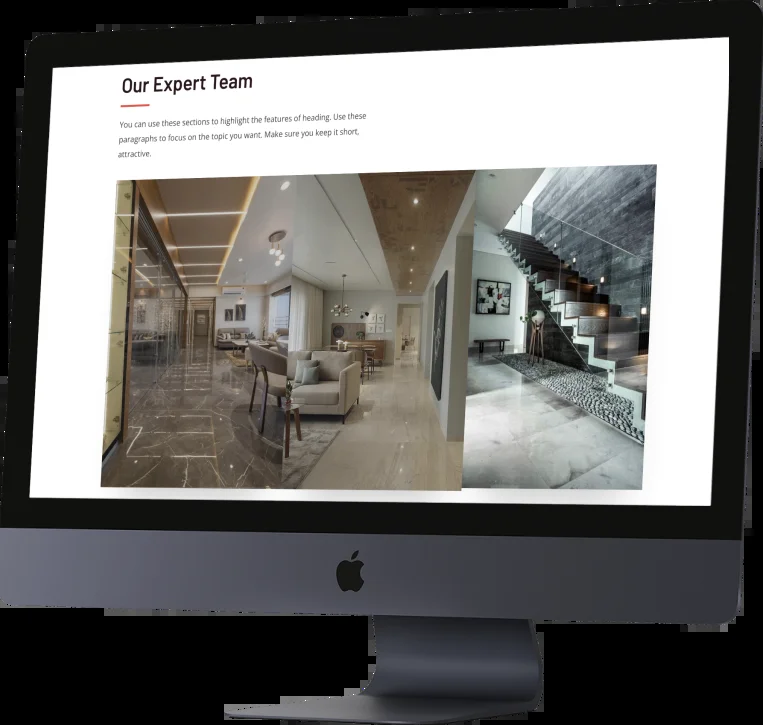 Our Expert Team
You can use these sections to highlight the features of heading. Use these
paragraphs to focus on the topic you want. Make sure you keep it short,
attractive.